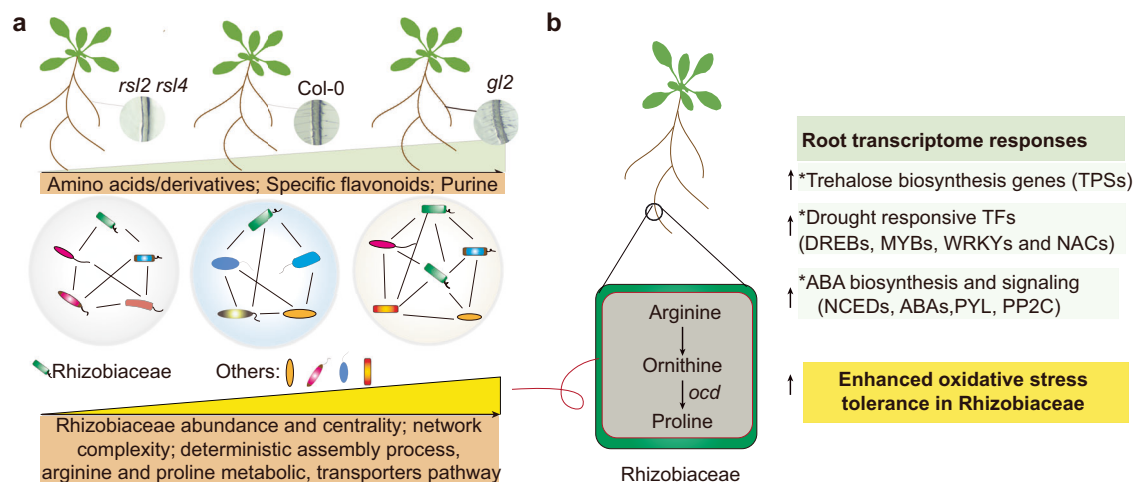 a
rsl2 rsl4
Col-0
gl2
Amino acids/derivatives; Specific flavonoids; Purine
Rhizobiaceae
Others:
Rhizobiaceae abundance and centrality; network
complexity; deterministic assembly process,
arginine and proline metabolic, transporters pathway
b
Arginine
Ornithine
ocd
Proline
Rhizobiaceae
Root transcriptome responses
*Trehalose biosynthesis genes (TPSs)
*Drought responsive TFs
(DREBs, MYBs, WRKYs and NACs)
*ABA biosynthesis and signaling
(NCEDs, ABAs,PYL, PP2C)
Enhanced oxidative stress
tolerance in Rhizobiaceae